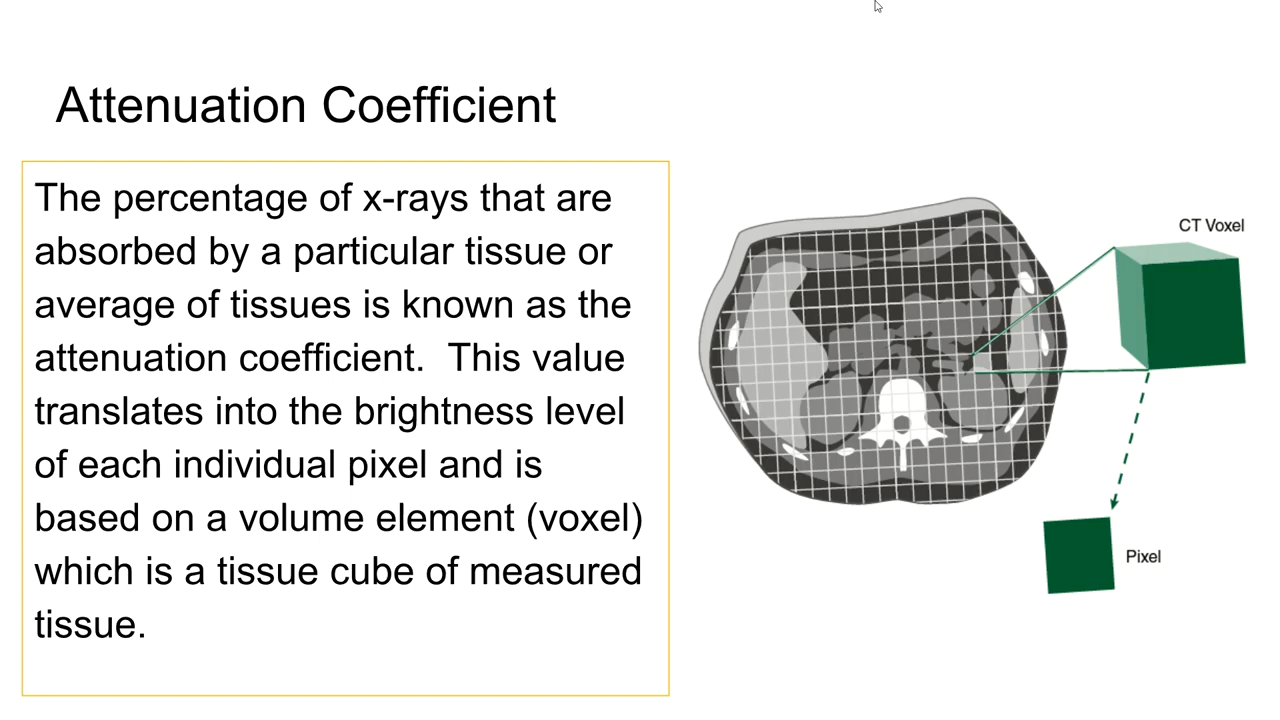 Attenuation Coefficient
The percentage of x-rays that are
absorbed by a particular tissue or
average of tissues is known as the
attenuation coefficient.  This value
translates into the brightness level
of each individual pixel and is
based on a volume element (voxel)
which is a tissue cube of measured
tissue.
CT Voxel
Pixel